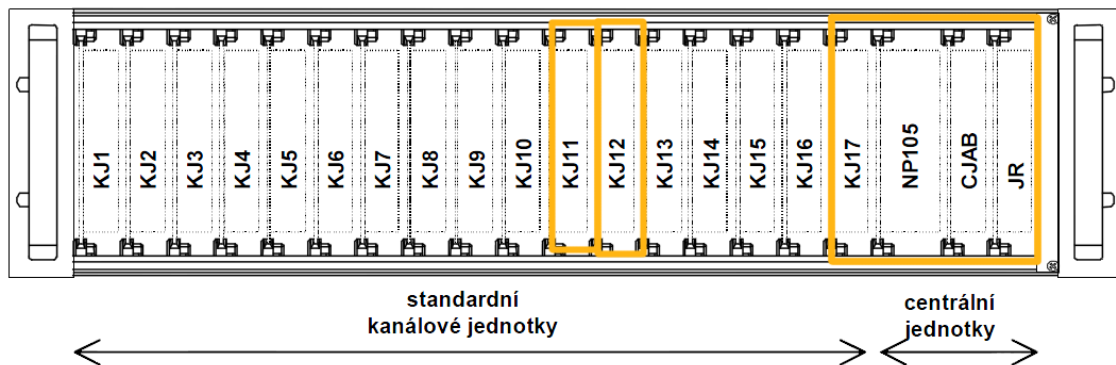 KJ1
KJ2
KJ3
KJ4
KJ5
KJ6
KJ7
KJ8
KJ9
KJ10
KJ11
KJ12
KJ13
KJ14
KJ15
KJ16
KJ17
NP105
CJAB
JR
standardní
kanálové jednotky
centrální
jednotky